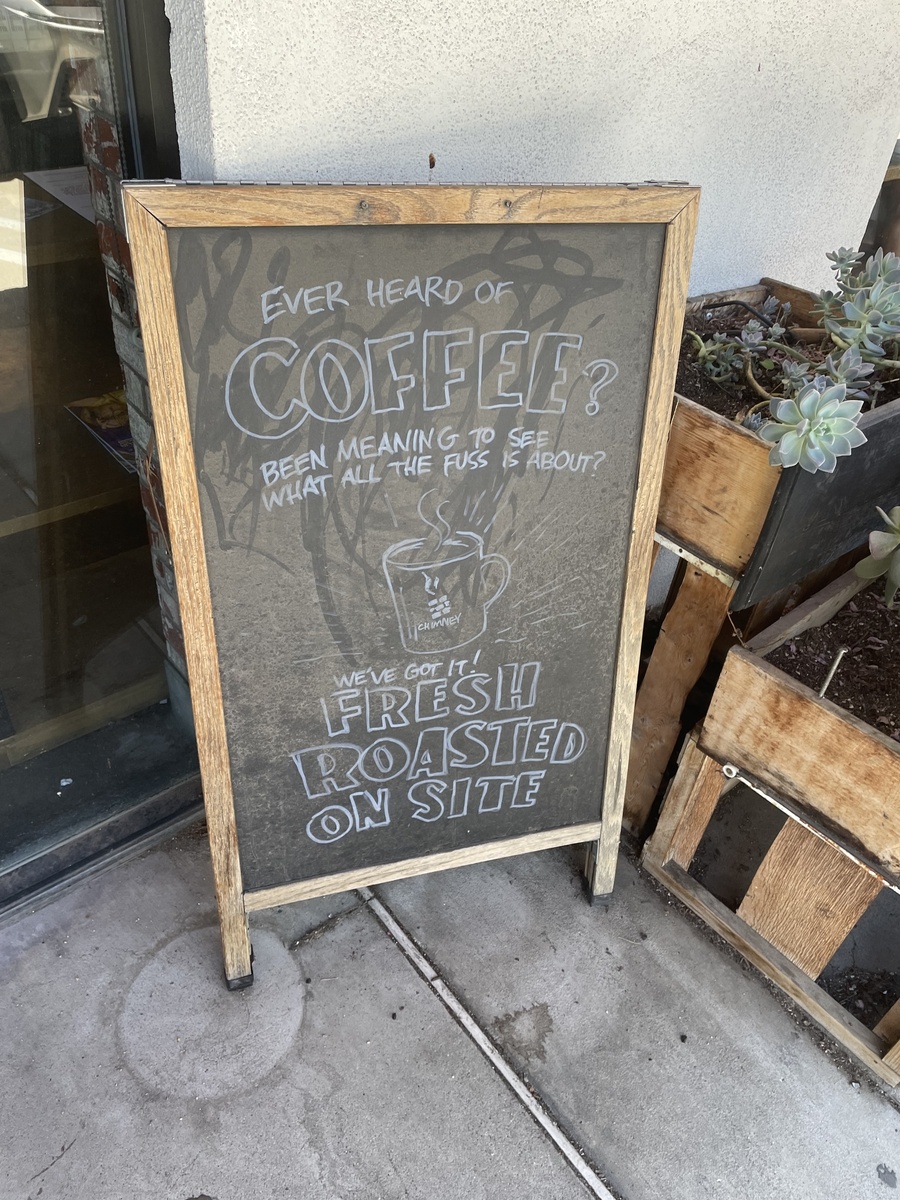 EVER HEARD OF
COFFEE?
BEEN MEANING TO SEE
WHAT ALL THE FUSS IS ABOUT?
CHIMNEY
WE'VE GOT IT!
FRESH
ROASTED
ON SITE